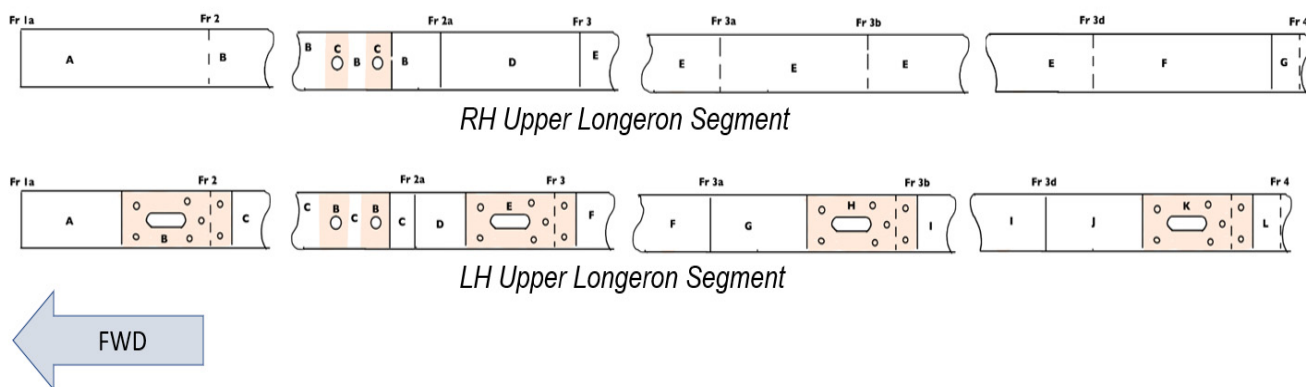 Fr 1a Fr 2 Fr 2a Fr 3 Fr 3a Fr 3b Fr 3d Fr 4
A B B C B C B D E E E E E F G
RH Upper Longeron Segment
Fr 1a Fr 2 Fr 2a Fr 3 Fr 3a Fr 3b Fr 3d Fr 4
A B C C B C B C D E F F G H I I J K L
LH Upper Longeron Segment
FWD